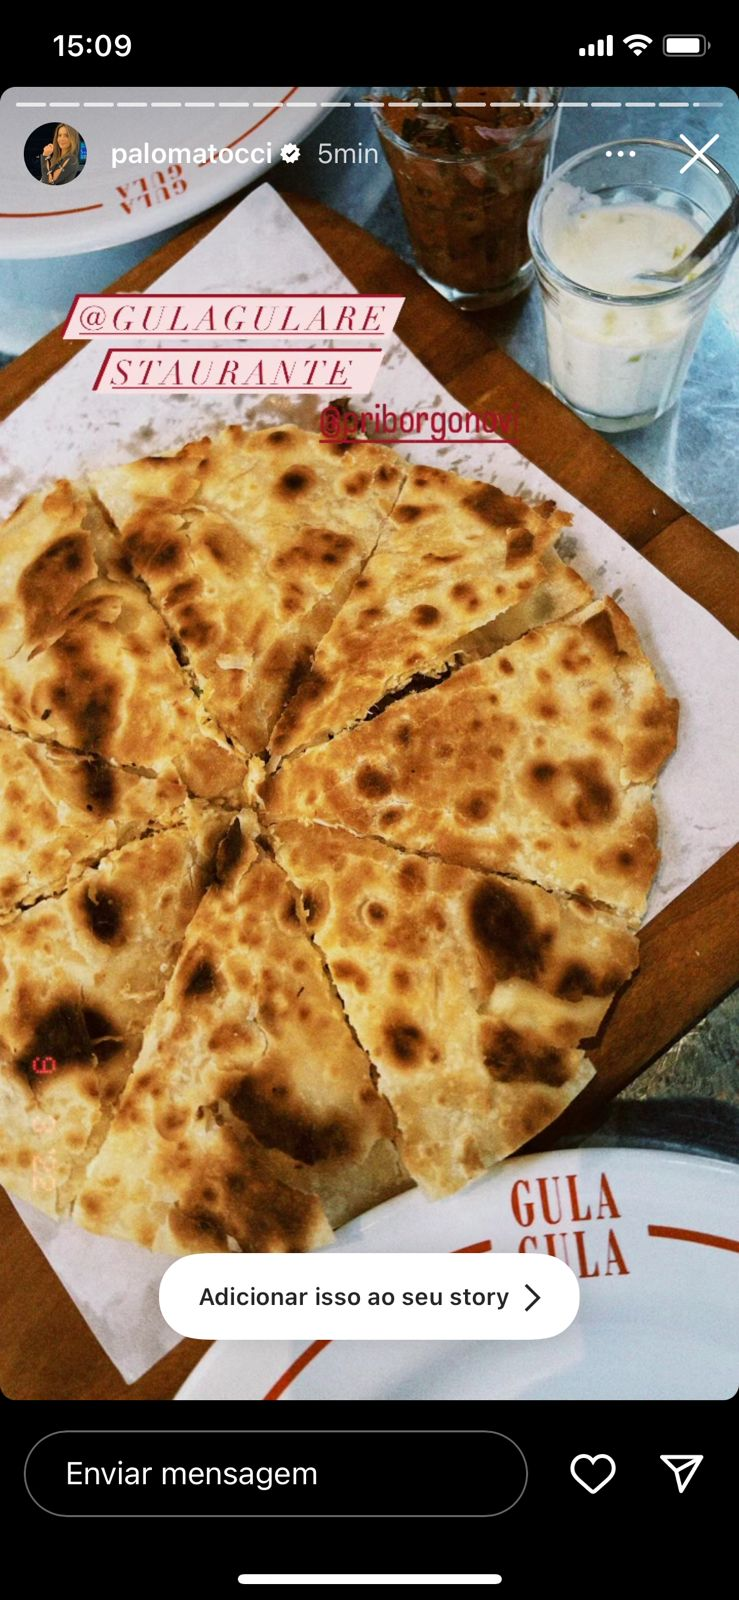 15:09
palomatocci 5min
GULA
GULA
@GULAGULARE
STAURANTE
@priborgonovi
GULA
GULA
Adicionar isso ao seu story
Enviar mensagem